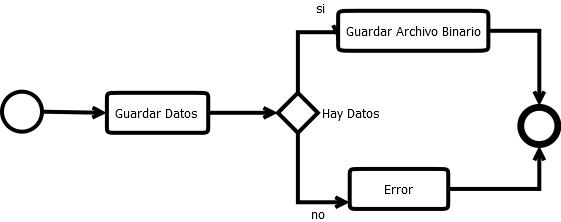 si
Guardar Archivo Binario
Guardar Datos
Hay Datos
Error
no